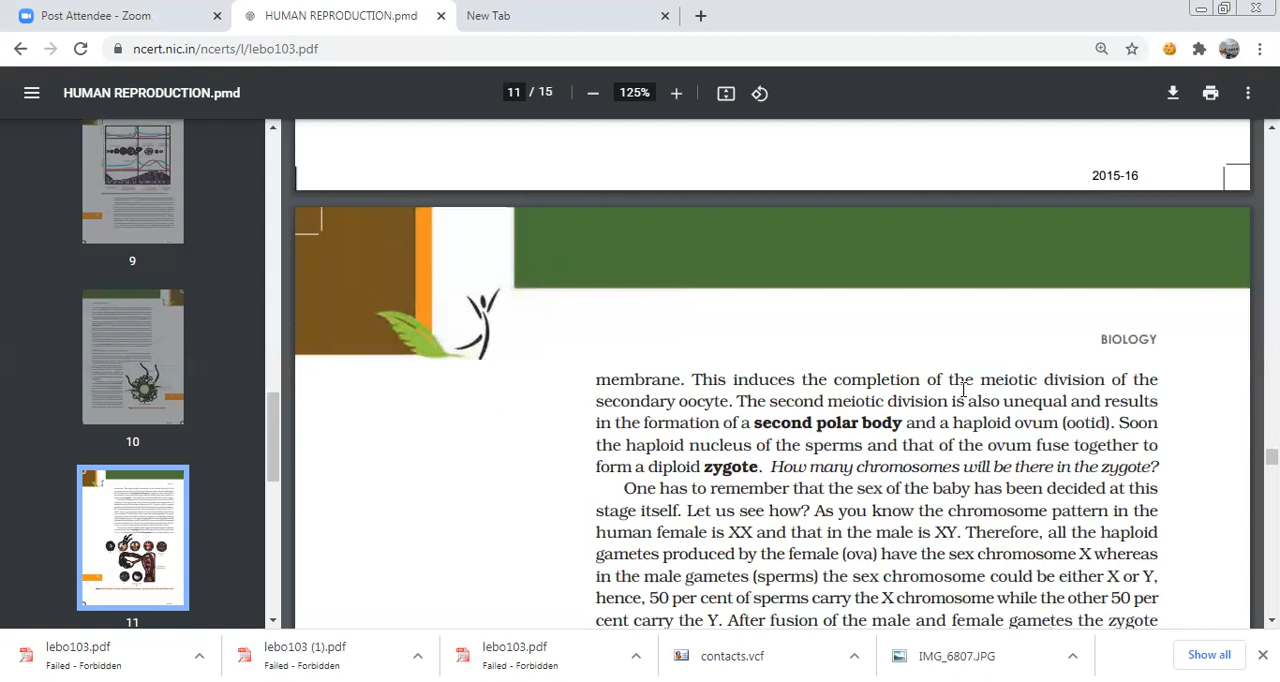 Post Attendee - Zoom
HUMAN REPRODUCTION.pmd
New Tab
ncert.nic.in/ncerts/l/lebo103.pdf
HUMAN REPRODUCTION.pmd
11 / 15
125%
9
10
11
2015-16
BIOLOGY
membrane. This induces the completion of the meiotic division of the
secondary oocyte. The second meiotic division is also unequal and results
in the formation of a second polar body and a haploid ovum (ootid). Soon
the haploid nucleus of the sperms and that of the ovum fuse together to
form a diploid zygote. How many chromosomes will be there in the zygote?
One has to remember that the sex of the baby has been decided at this
stage itself. Let us see how? As you know the chromosome pattern in the
human female is XX and that in the male is XY. Therefore, all the haploid
gametes produced by the female (ova) have the sex chromosome X whereas
in the male gametes (sperms) the sex chromosome could be either X or Y,
hence, 50 per cent of sperms carry the X chromosome while the other 50 per
cent carry the Y. After fusion of the male and female gametes the zygote
lebo103.pdf
Failed - Forbidden
lebo103 (1).pdf
Failed - Forbidden
lebo103.pdf
Failed - Forbidden
contacts.vcf
IMG_6807.JPG
Show all